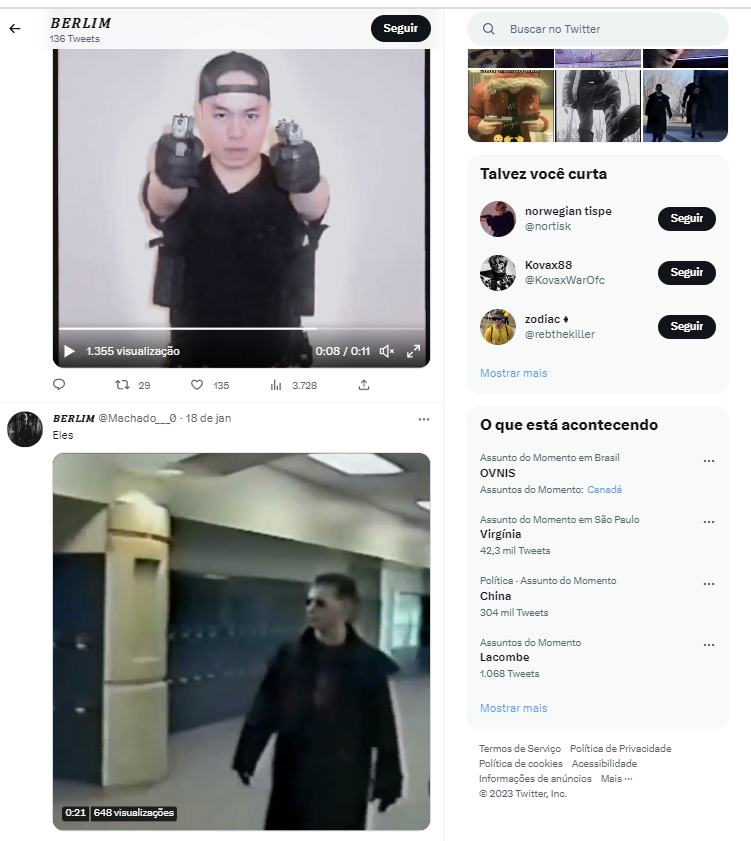 BERLIM
136 Tweets
Seguir
1.355 visualização
0:08 / 0:11
29
135
3.728
BERLIM @Machado___0 · 18 de jan
Eles
0:21 648 visualizações
Buscar no Twitter
Talvez você curta
norwegian tispe
@nortisk
Seguir
Kovax88
@KovaxWarOfc
Seguir
zodiac ♦
@rebthekiller
Seguir
Mostrar mais
O que está acontecendo
Assunto do Momento em Brasil
OVNIS
Assuntos do Momento: Canadá
Assunto do Momento em São Paulo
Virgínia
42,3 mil Tweets
Política · Assunto do Momento
China
304 mil Tweets
Assuntos do Momento
Lacombe
1.068 Tweets
Mostrar mais
Termos de Serviço Política de Privacidade
Política de cookies Acessibilidade
Informações de anúncios Mais ···
© 2023 Twitter, Inc.